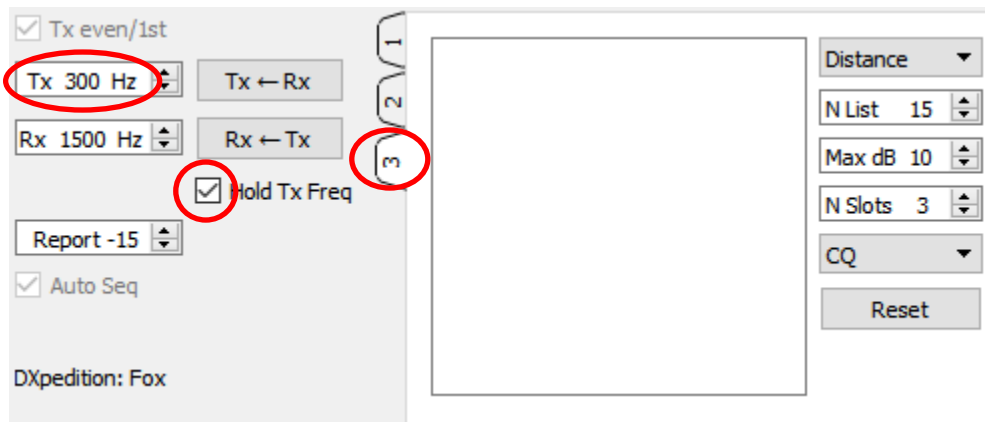 Tx even/1st
Tx 300 Hz
Tx ← Rx
Rx 1500 Hz
Rx ← Tx
Hold Tx Freq
Report -15
Auto Seq
DXpedition: Fox
1
2
3
Distance
N List 15
Max dB 10
N Slots 3
CQ
Reset